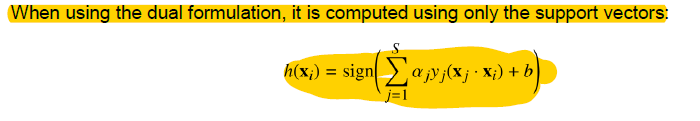 When using the dual formulation, it is computed using only the support vectors:
h(xᵢ) = sign(∑ⱼ₌₁ˢ αⱼyⱼ(xⱼ · xᵢ) + b)